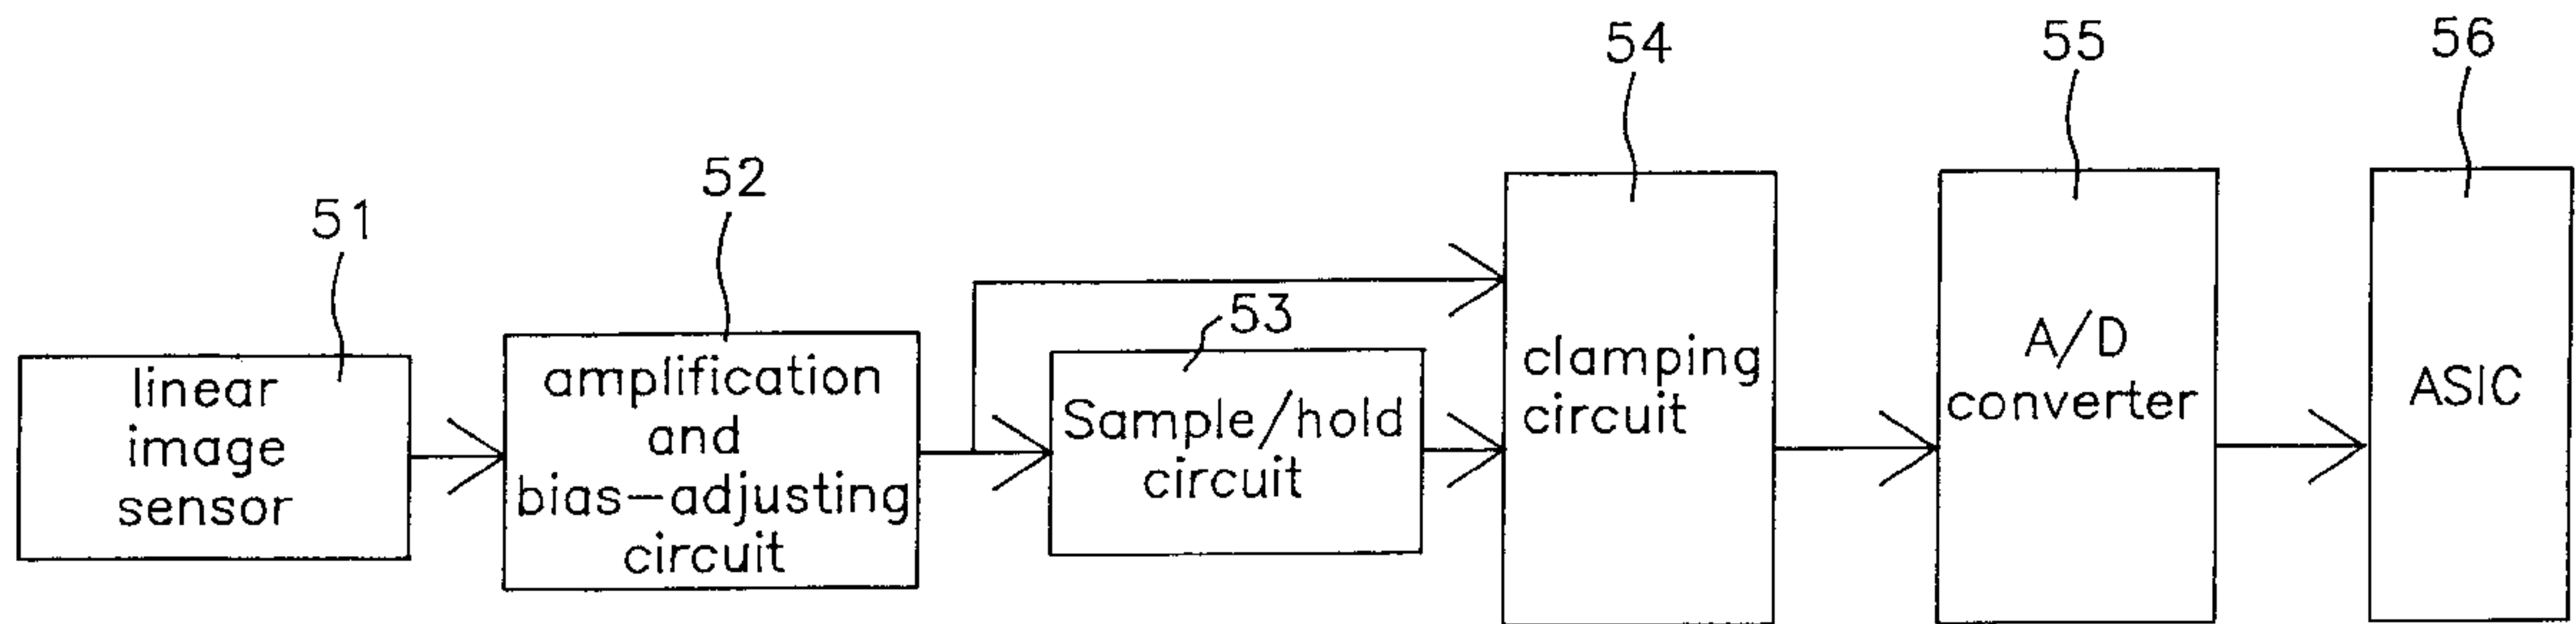 51
linear
image
sensor
52
amplification
and
bias-adjusting
circuit
53
Sample/hold
circuit
54
clamping
circuit
55
A/D
converter
56
ASIC